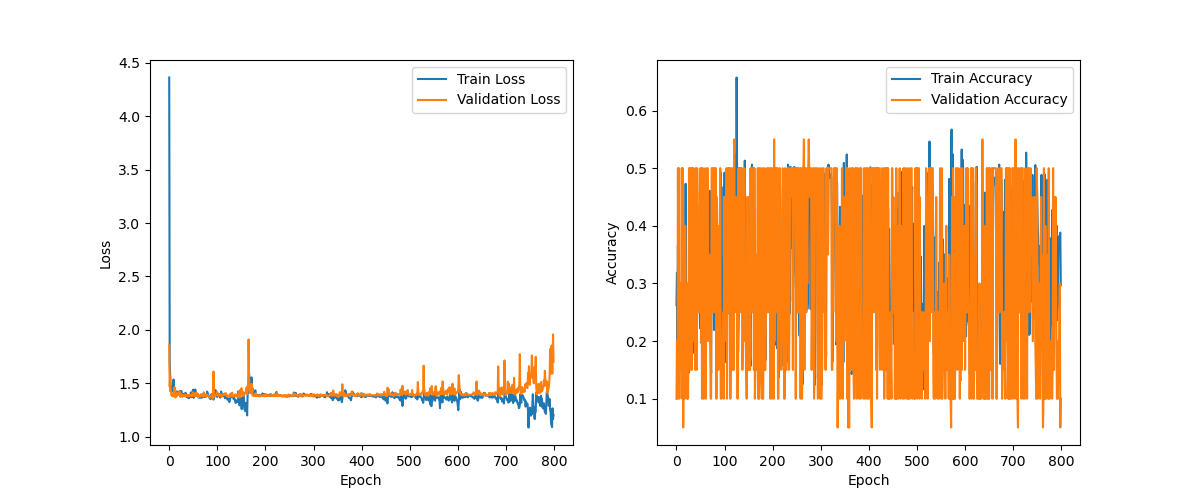 Train Loss
Validation Loss
4.5
4.0
3.5
3.0
2.5
2.0
1.5
1.0
Loss
0 100 200 300 400 500 600 700 800
Epoch
Train Accuracy
Validation Accuracy
0.6
0.5
0.4
0.3
0.2
0.1
Accuracy
0 100 200 300 400 500 600 700 800
Epoch